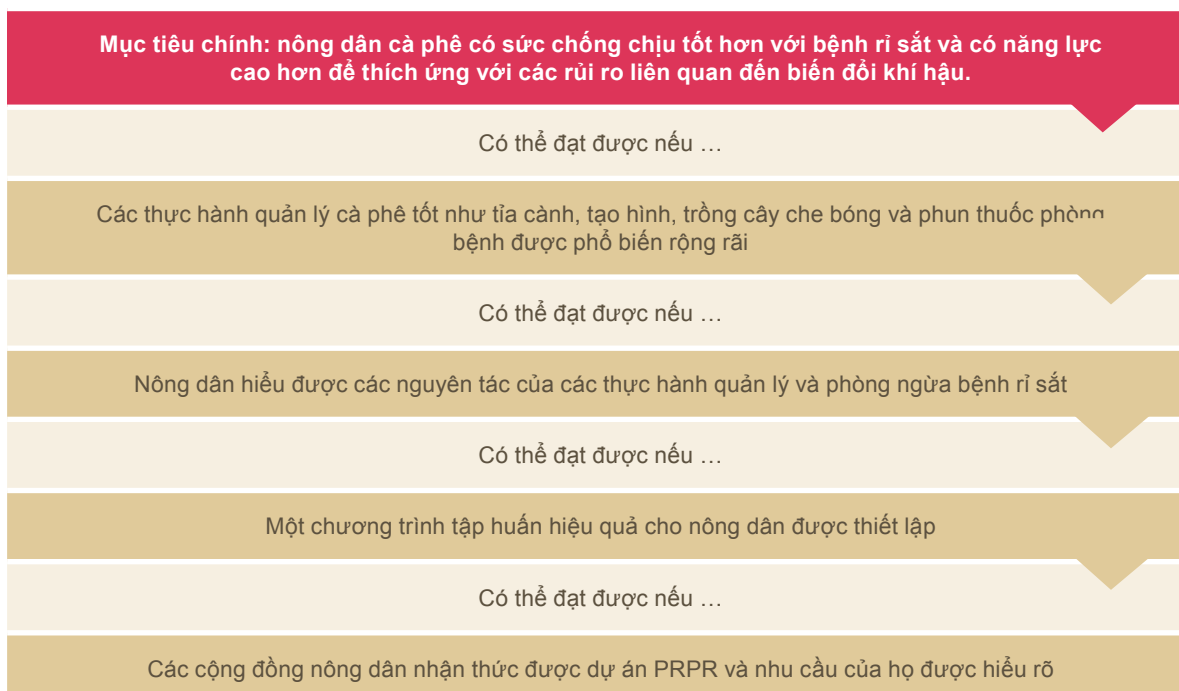 Mục tiêu chính: nông dân cà phê có sức chống chịu tốt hơn với bệnh rỉ sắt và có năng lực
cao hơn để thích ứng với các rủi ro liên quan đến biến đổi khí hậu.
Có thể đạt được nếu …
Các thực hành quản lý cà phê tốt như tỉa cành, tạo hình, trồng cây che bóng và phun thuốc phòng
bệnh được phổ biến rộng rãi
Có thể đạt được nếu …
Nông dân hiểu được các nguyên tác của các thực hành quản lý và phòng ngừa bệnh rỉ sắt
Có thể đạt được nếu …
Một chương trình tập huấn hiệu quả cho nông dân được thiết lập
Có thể đạt được nếu …
Các cộng đồng nông dân nhận thức được dự án PRPR và nhu cầu của họ được hiểu rõ